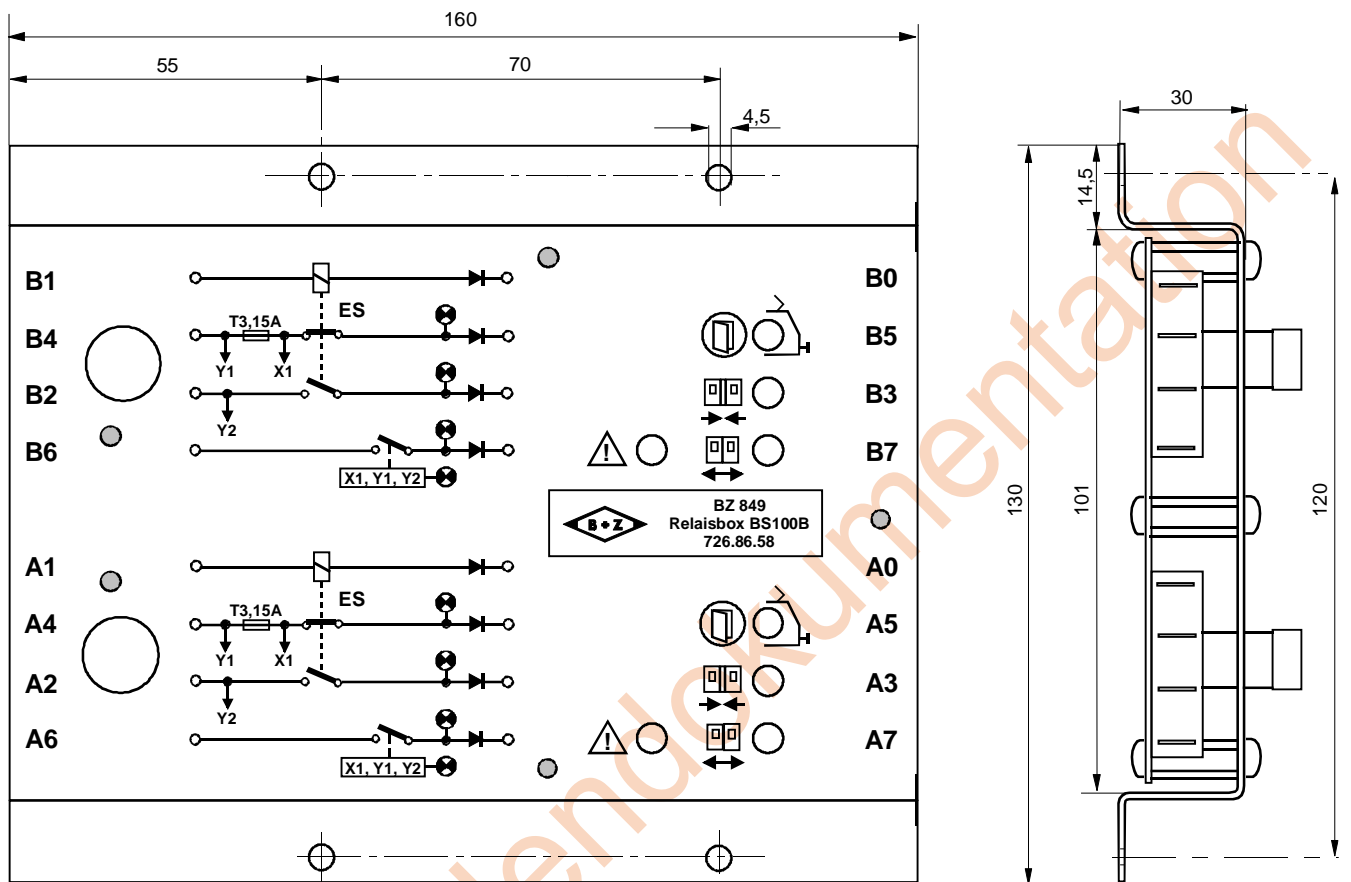 160
55 70
4,5
30
14,5
B1 B0
ES
T3,15A
B4 B5
Y1 X1
B2 B3
Y2
B6 B7
X1, Y1, Y2
130
101
120
B + Z
BZ 849
Relaisbox BS100B
726.86.58
A1 A0
ES
T3,15A
A4 A5
Y1 X1
A2 A3
Y2
A6 A7
X1, Y1, Y2
endokumentation